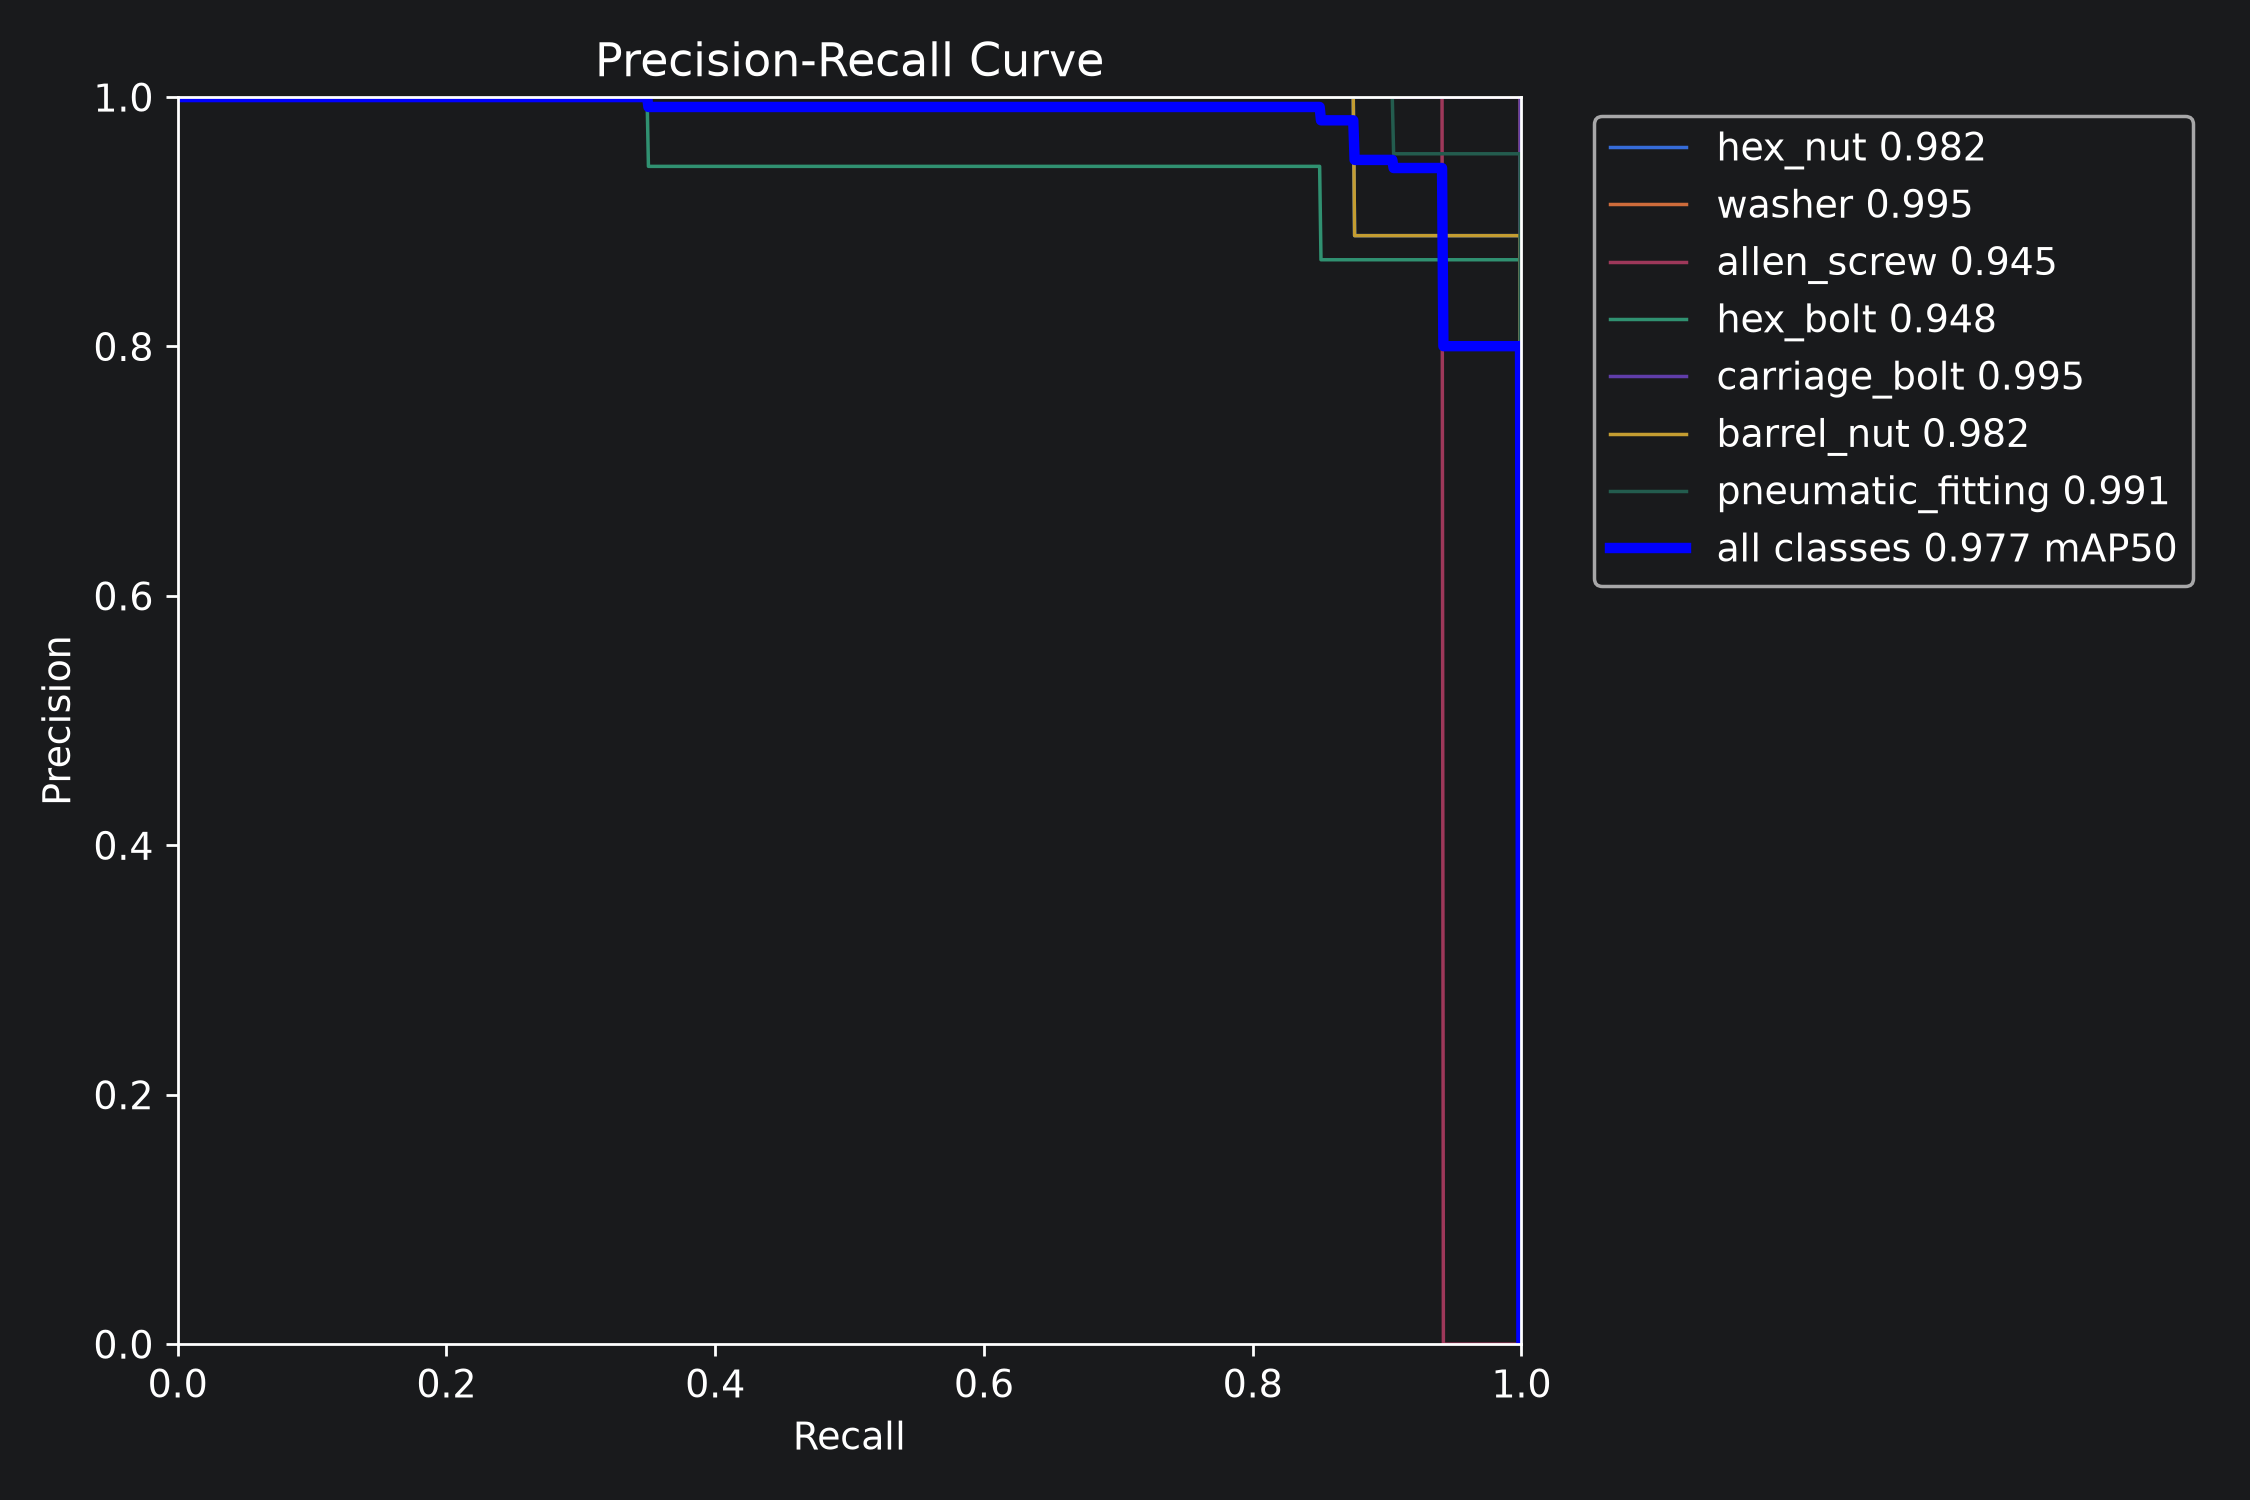 Precision-Recall Curve
1.0
0.8
0.6
0.4
0.2
0.0
Precision
0.0 0.2 0.4 0.6 0.8 1.0
Recall
hex_nut 0.982
washer 0.995
allen_screw 0.945
hex_bolt 0.948
carriage_bolt 0.995
barrel_nut 0.982
pneumatic_fitting 0.991
all classes 0.977 mAP50